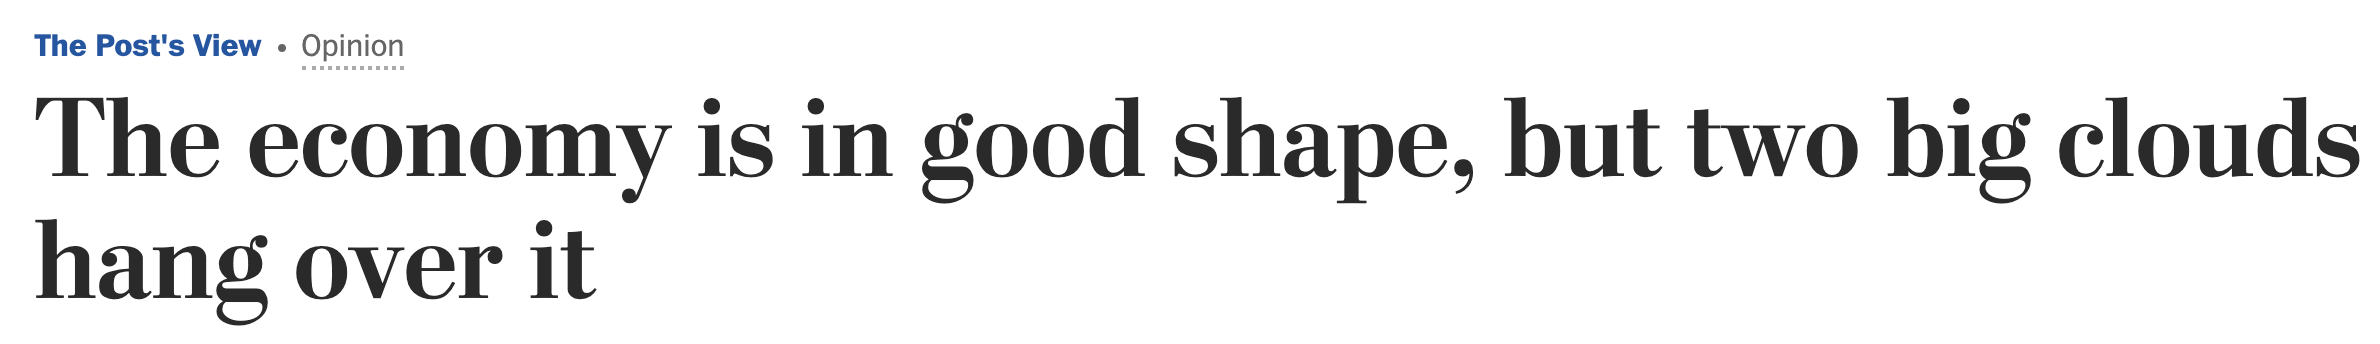 The Post's View • Opinion
The economy is in good shape, but two big clouds
hang over it